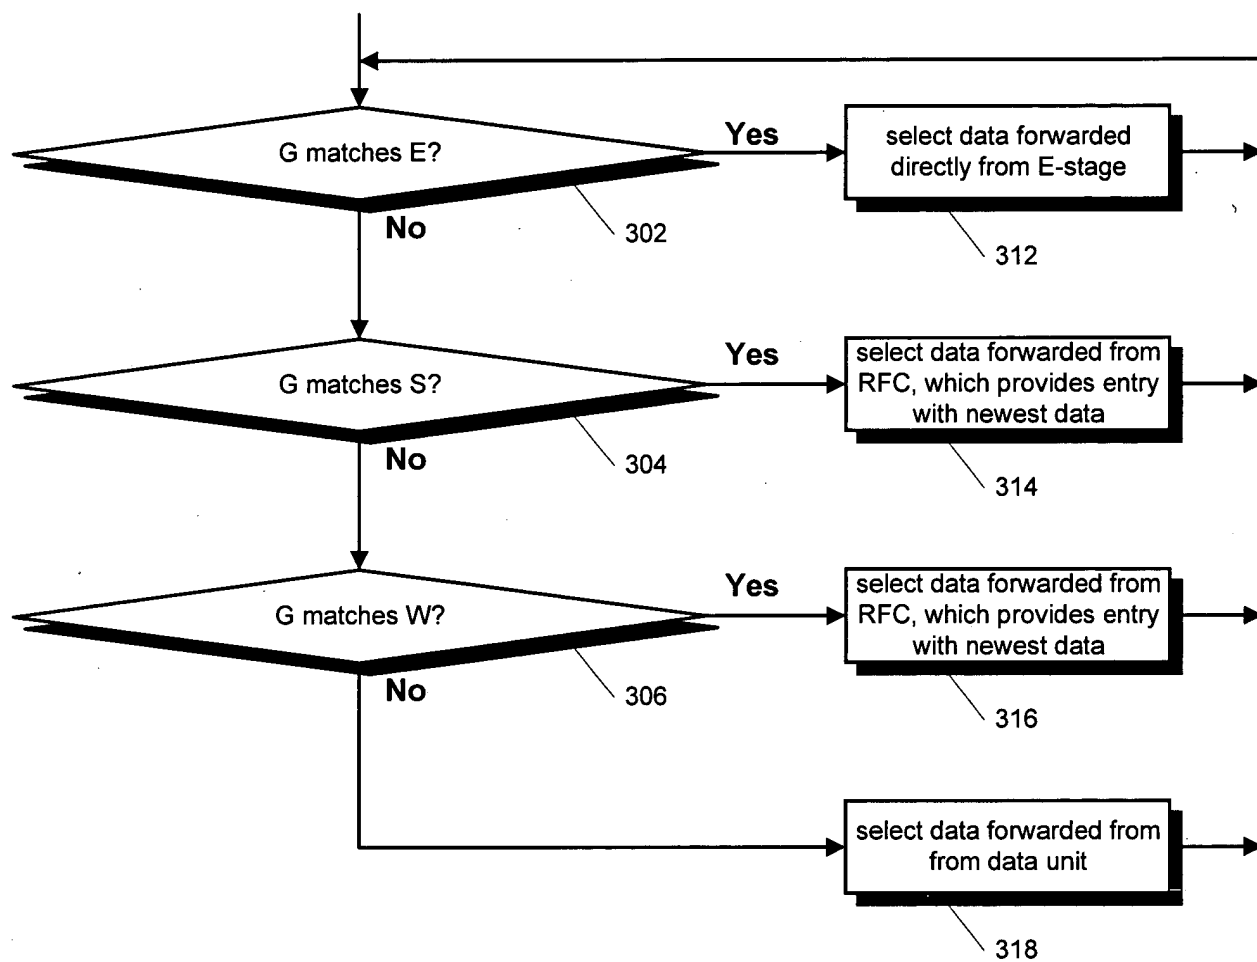 G matches E?
Yes
select data forwarded
directly from E-stage
No
302
312
G matches S?
Yes
select data forwarded from
RFC, which provides entry
with newest data
No
304
314
G matches W?
Yes
select data forwarded from
RFC, which provides entry
with newest data
No
306
316
select data forwarded from
from data unit
318